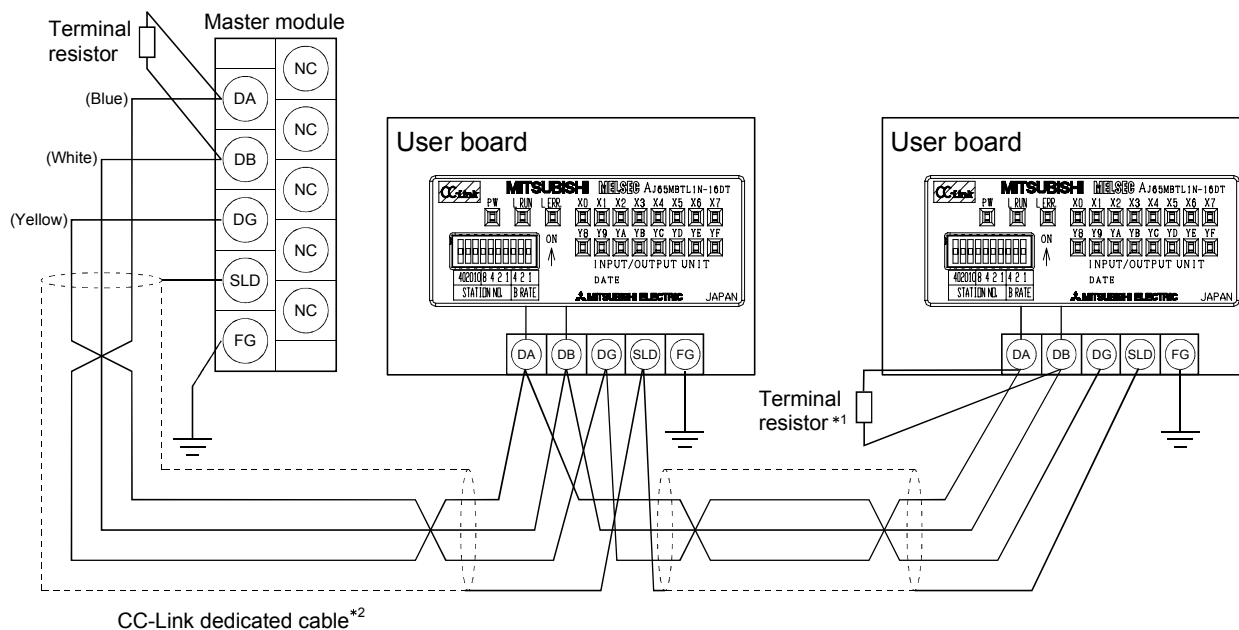 Terminal
resistor
Master module
NC
(Blue)
DA
NC
(White)
DB
NC
(Yellow)
DG
NC
SLD
NC
FG
User board
CC-Link MITSUBISHI MELSEC AJ65MBTL1N-16DT
PW L RUN L ERR. X0 X1 X2 X3 X4 X5 X6 X7
ON Y8 Y9 YA YB YC YD YE YF
INPUT/OUTPUT UNIT
402010 8 4 2 1 4 2 1 DATE
STATION NO. B RATE
MITSUBISHI ELECTRIC JAPAN
DA DB DG SLD FG
User board
CC-Link MITSUBISHI MELSEC AJ65MBTL1N-16DT
PW L RUN L ERR. X0 X1 X2 X3 X4 X5 X6 X7
ON Y8 Y9 YA YB YC YD YE YF
INPUT/OUTPUT UNIT
402010 8 4 2 1 4 2 1 DATE
STATION NO. B RATE
MITSUBISHI ELECTRIC JAPAN
DA DB DG SLD FG
Terminal
resistor *1
CC-Link dedicated cable*2